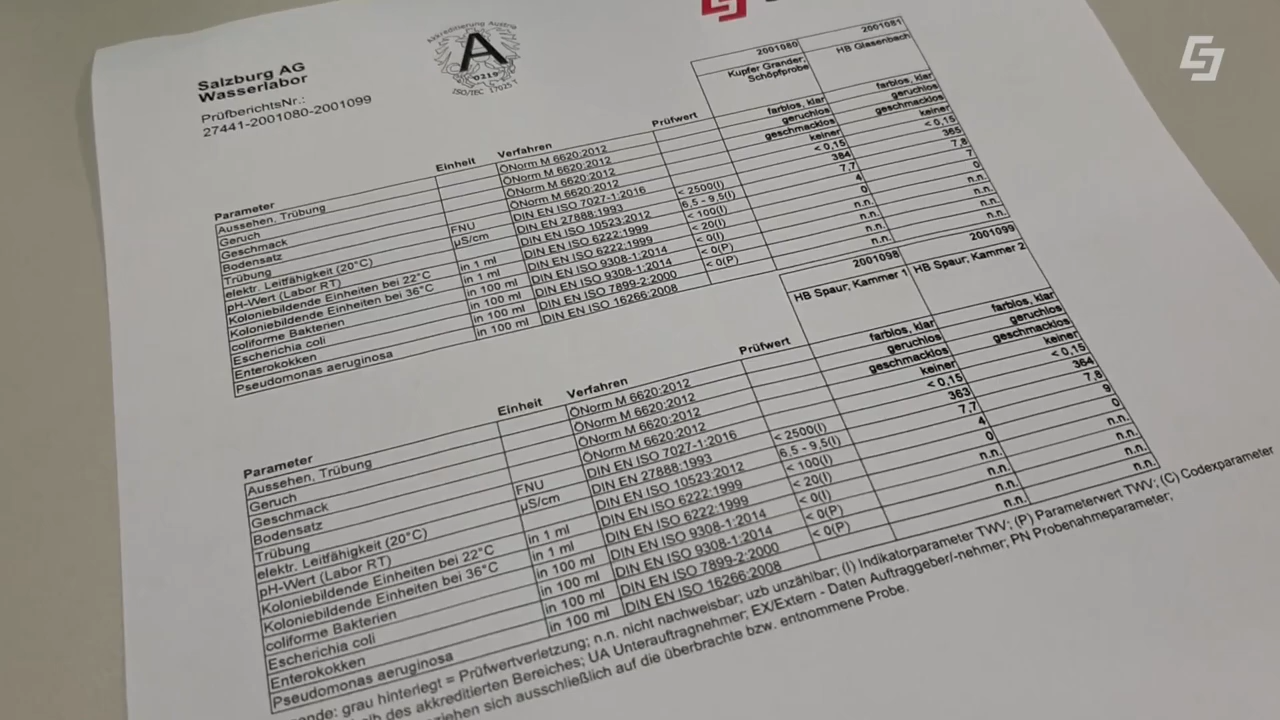 Salzburg AG
Wasserlabor
PrüfberichtsNr.:
27441-2001080-2001099
Akkreditierung Austria
A
0219
ISO/IEC 17025
2001080 2001081
Kupfer Grander, Schöpfprobe HB Glasenbach
Parameter Einheit Verfahren Prüfwert
Aussehen, Trübung ÖNorm M 6620:2012 farblos, klar farblos, klar
Geruch ÖNorm M 6620:2012 geruchlos geruchlos
Geschmack ÖNorm M 6620:2012 geschmacklos geschmacklos
Bodensatz ÖNorm M 6620:2012 keiner keiner
Trübung FNU DIN EN ISO 7027-1:2016 < 0,15 < 0,15
elektr. Leitfähigkeit (20°C) µS/cm DIN EN 27888:1993 < 2500(I) 384 365
pH-Wert (Labor RT) DIN EN ISO 10523:2012 6,5 - 9,5(I) 7,7 7,8
Koloniebildende Einheiten bei 22°C in 1 ml DIN EN ISO 6222:1999 < 100(I) 4 7
Koloniebildende Einheiten bei 36°C in 1 ml DIN EN ISO 6222:1999 < 20(I) 0 0
coliforme Bakterien in 100 ml DIN EN ISO 9308-1:2014 < 0(I) n.n. n.n.
Escherichia coli in 100 ml DIN EN ISO 9308-1:2014 < 0(P) n.n. n.n.
Enterokokken in 100 ml DIN EN ISO 7899-2:2000 n.n. n.n.
Pseudomonas aeruginosa in 100 ml DIN EN ISO 16266:2008 n.n. n.n.
2001098 2001099
HB Spaur, Kammer 1 HB Spaur, Kammer 2
Parameter Einheit Verfahren Prüfwert
Aussehen, Trübung ÖNorm M 6620:2012 farblos, klar farblos, klar
Geruch ÖNorm M 6620:2012 geruchlos geruchlos
Geschmack ÖNorm M 6620:2012 geschmacklos geschmacklos
Bodensatz keiner keiner
Trübung FNU DIN EN ISO 7027-1:2016 < 0,15 < 0,15
elektr. Leitfähigkeit (20°C) µS/cm DIN EN 27888:1993 < 2500(I) 363 364
pH-Wert (Labor RT) DIN EN ISO 10523:2012 6,5 - 9,5(I) 7,7 7,8
Koloniebildende Einheiten bei 22°C in 1 ml DIN EN ISO 6222:1999 < 100(I) 4 9
Koloniebildende Einheiten bei 36°C in 1 ml DIN EN ISO 6222:1999 < 20(I) 0 0
coliforme Bakterien in 100 ml DIN EN ISO 9308-1:2014 < 0(I) n.n. n.n.
Escherichia coli in 100 ml DIN EN ISO 9308-1:2014 < 0(P) n.n. n.n.
Enterokokken in 100 ml DIN EN ISO 7899-2:2000 < 0(P) n.n. n.n.
Pseudomonas aeruginosa in 100 ml DIN EN ISO 16266:2008 n.n. n.n.
grau hinterlegt = Prüfwertverletzung; n.n. nicht nachweisbar; uzb unzählbar; (I) Indikatorparameter TWV; (P) Parameterwert TWV; (C) Codexparameter
des akkreditierten Bereiches; UA Unterauftragnehmer; EX/Extern - Daten Auftraggeber/-nehmer; PN Probenahmeparameter;
sich ausschließlich auf die überbrachte bzw. entnommene Probe.